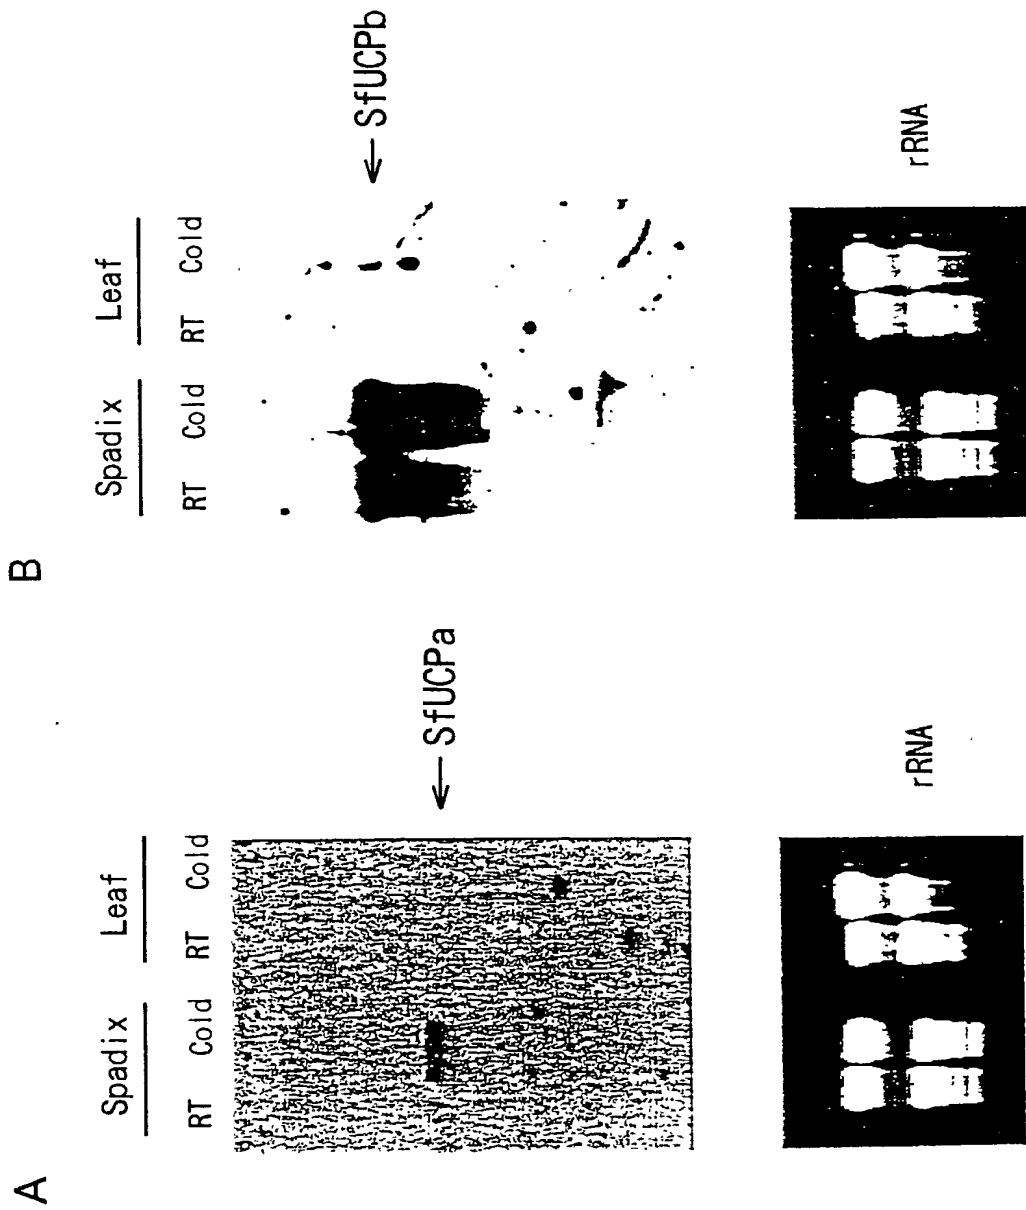 A
Spadix
Leaf
RT
Cold
RT
Cold
← SfUCPa
rRNA
B
Spadix
Leaf
RT
Cold
RT
Cold
← SfUCPb
rRNA